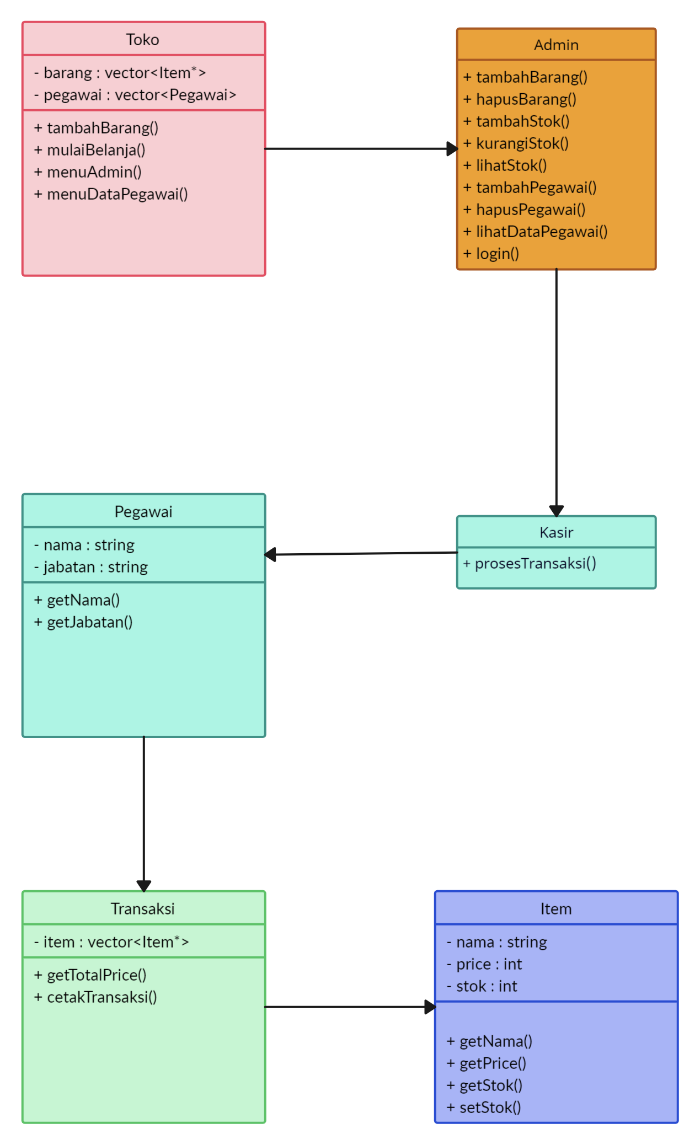 Toko
- barang : vector<Item*>
- pegawai : vector<Pegawai>
+ tambahBarang()
+ mulaiBelanja()
+ menuAdmin()
+ menuDataPegawai()
Admin
+ tambahBarang()
+ hapusBarang()
+ tambahStok()
+ kurangiStok()
+ lihatStok()
+ tambahPegawai()
+ hapusPegawai()
+ lihatDataPegawai()
+ login()
Pegawai
- nama : string
- jabatan : string
+ getNama()
+ getJabatan()
Kasir
+ prosesTransaksi()
Transaksi
- item : vector<Item*>
+ getTotalPrice()
+ cetakTransaksi()
Item
- nama : string
- price : int
- stok : int
+ getNama()
+ getPrice()
+ getStok()
+ setStok()